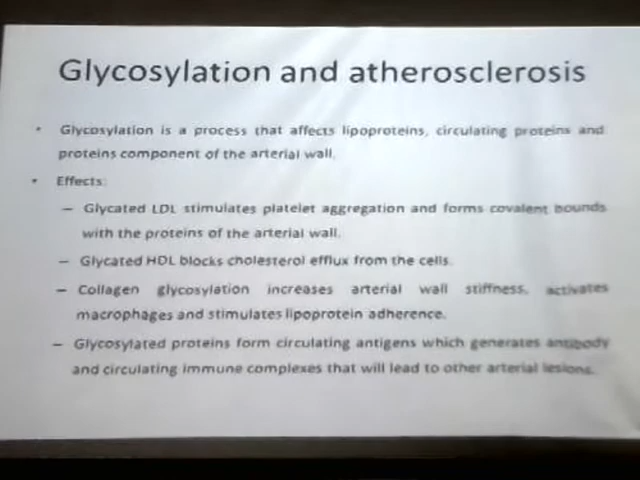 Glycosylation and atherosclerosis
• Glycosylation is a process that affects lipoproteins, circulating proteins and
proteins component of the arterial wall.
• Effects:
– Glycated LDL stimulates platelet aggregation and forms covalent bounds
with the proteins of the arterial wall.
– Glycated HDL blocks cholesterol efflux from the cells.
– Collagen glycosylation increases arterial wall stiffness, activates
macrophages and stimulates lipoprotein adherence.
– Glycosylated proteins form circulating antigens which generates antibody
and circulating immune complexes that will lead to other arterial lesions.